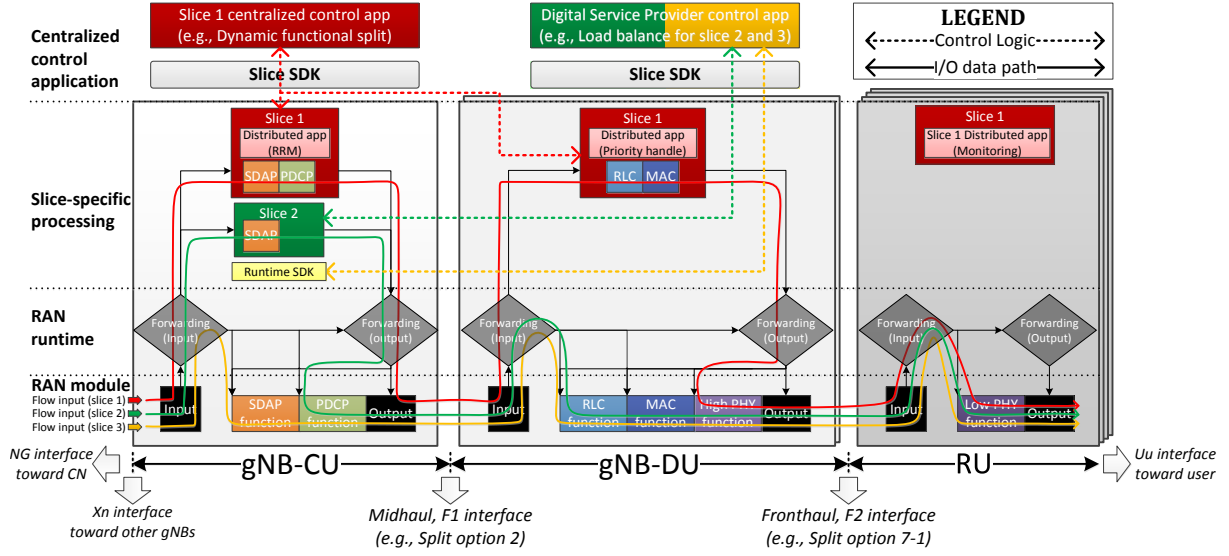 Centralized
control
application
Slice 1 centralized control app
(e.g., Dynamic functional split)
Slice SDK
Digital Service Provider control app
(e.g., Load balance for slice 2 and 3)
Slice SDK
LEGEND
Control Logic
I/O data path
Slice-specific
processing
Slice 1
Distributed app
(RRM)
SDAP
PDCP
Slice 2
SDAP
Runtime SDK
Slice 1
Distributed app
(Priority handle)
RLC
MAC
Slice 1
Slice 1 Distributed app
(Monitoring)
RAN
runtime
Forwarding
(Input)
Forwarding
(output)
Forwarding
(Input)
Forwarding
(Output)
Forwarding
(Input)
Forwarding
(Output)
RAN module
Flow input (slice 1)
Flow input (slice 2)
Flow input (slice 3)
Input
SDAP
function
PDCP
function
Output
Input
RLC
function
MAC
function
High PHY
function
Output
Input
Low PHY
function
Output
gNB-CU
gNB-DU
RU
NG interface
toward CN
Xn interface
toward other gNBs
Midhaul, F1 interface
(e.g., Split option 2)
Fronthaul, F2 interface
(e.g., Split option 7-1)
Uu interface
toward user